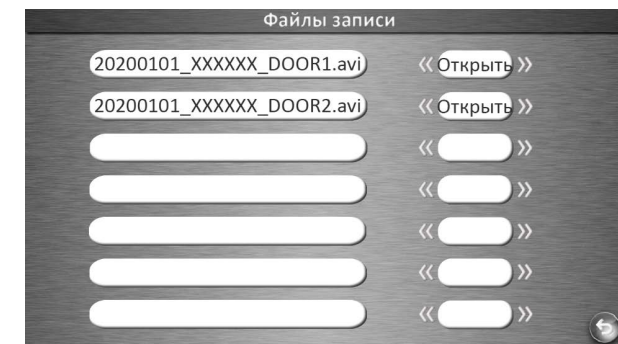 Файлы записи
20200101_XXXXXX_DOOR1.avi « Открыть »
20200101_XXXXXX_DOOR2.avi « Открыть »
« »
« »
« »
« »
« »